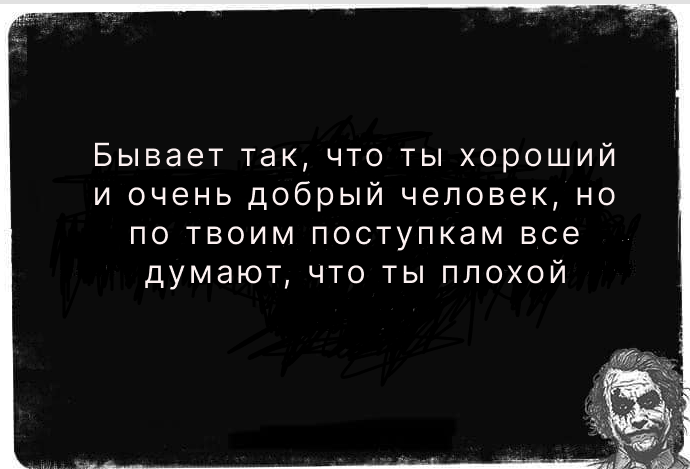 Бывает так, что ты хороший
и очень добрый человек, но
по твоим поступкам все
думают, что ты плохой